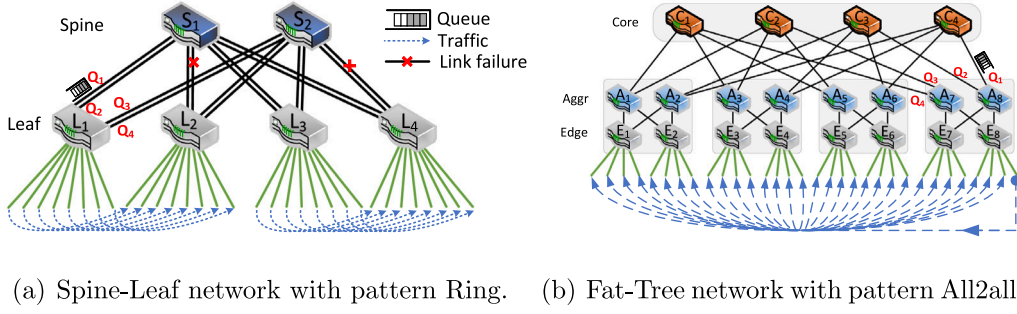 Spine
S1
S2
Queue
Traffic
Link failure
Q1
Q2
Q3
Q4
Leaf
L1
L2
L3
L4
(a) Spine-Leaf network with pattern Ring.
Core
C1
C2
C3
C4
Q1
Q2
Q3
Q4
Aggr
A1
A2
A3
A4
A5
A6
A7
A8
Edge
E1
E2
E3
E4
E5
E6
E7
E8
(b) Fat-Tree network with pattern All2all